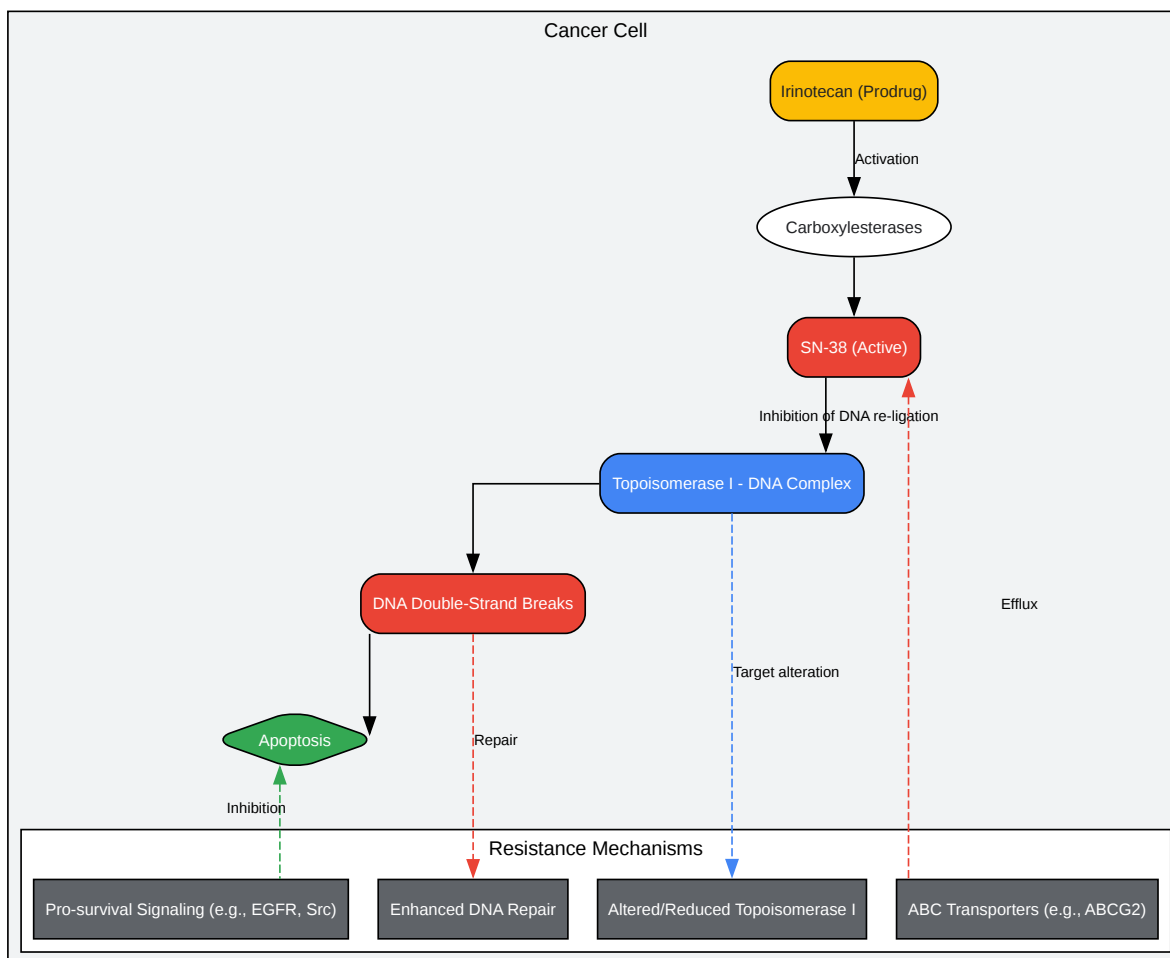 Cancer Cell
Irinotecan (Prodrug)
Activation
Carboxylesterases
SN-38 (Active)
Inhibition of DNA re-ligation
Topoisomerase I - DNA Complex
DNA Double-Strand Breaks
Efflux
Target alteration
Apoptosis
Repair
Inhibition
Resistance Mechanisms
Pro-survival Signaling (e.g., EGFR, Src)
Enhanced DNA Repair
Altered/Reduced Topoisomerase I
ABC Transporters (e.g., ABCG2)